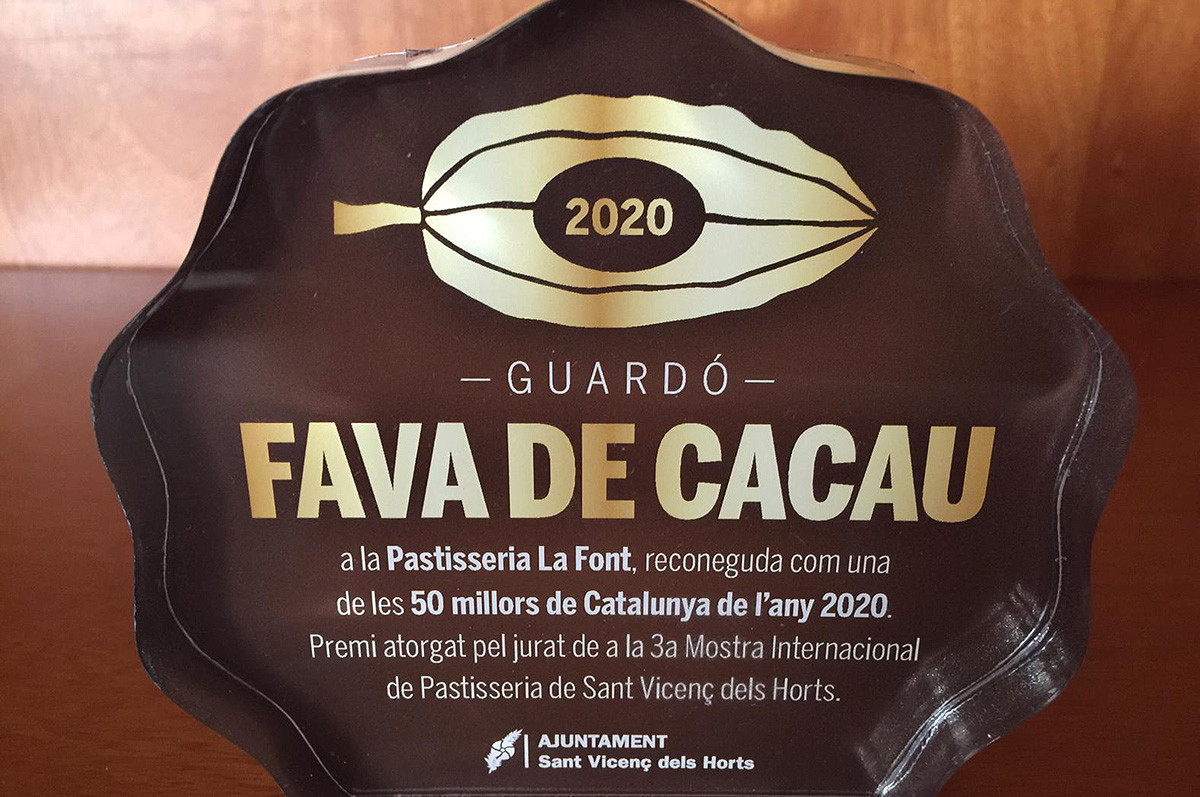 2020
— GUARDÓ —
FAVA DE CACAU
a la Pastisseria La Font, reconeguda com una
de les 50 millors de Catalunya de l'any 2020.
Premi atorgat pel jurat de a la 3a Mostra Internacional
de Pastisseria de Sant Vicenç dels Horts.
AJUNTAMENT
Sant Vicenç dels Horts